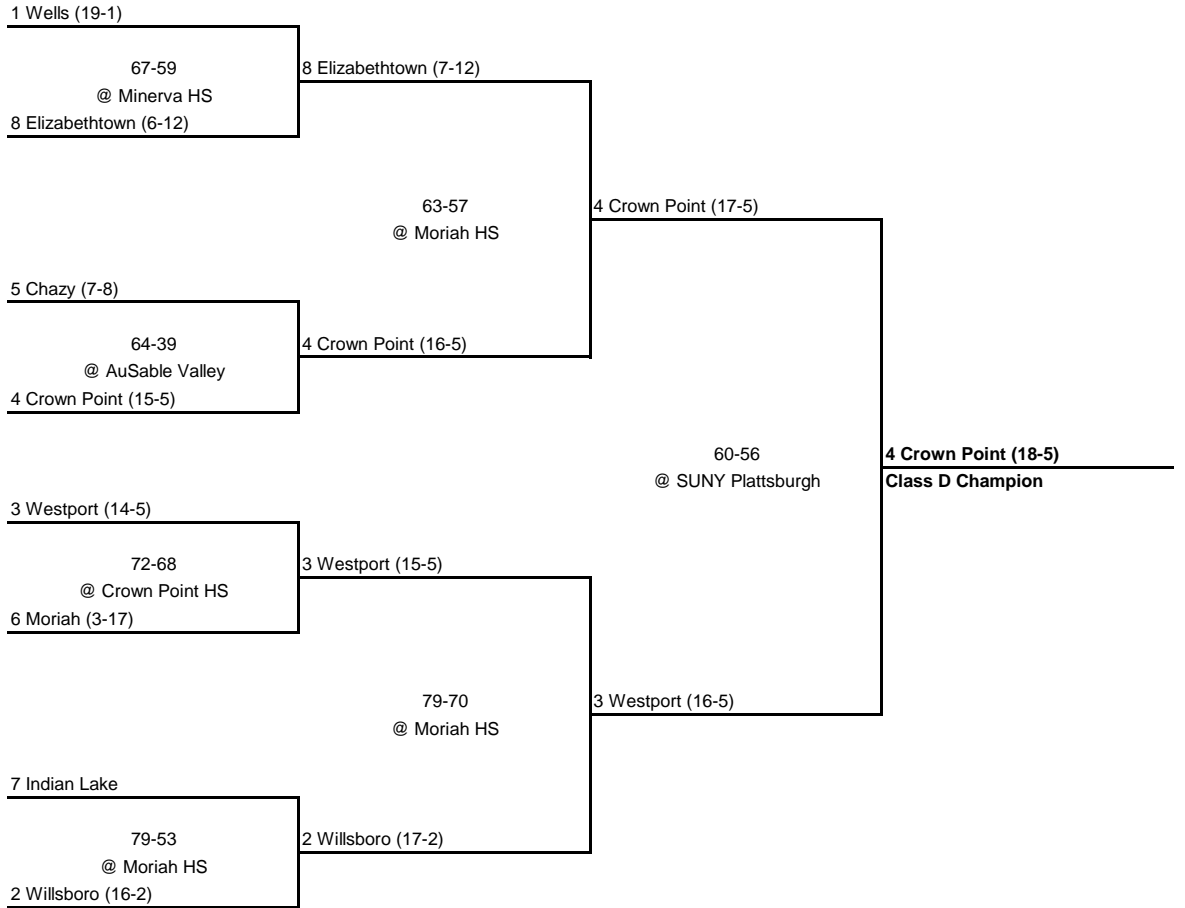 1 Wells (19-1)
67-59
8 Elizabethtown (7-12)
@ Minerva HS
8 Elizabethtown (6-12)
63-57
4 Crown Point (17-5)
@ Moriah HS
5 Chazy (7-8)
64-39
4 Crown Point (16-5)
@ AuSable Valley
4 Crown Point (15-5)
60-56
4 Crown Point (18-5)
@ SUNY Plattsburgh
Class D Champion
3 Westport (14-5)
72-68
3 Westport (15-5)
@ Crown Point HS
6 Moriah (3-17)
79-70
3 Westport (16-5)
@ Moriah HS
7 Indian Lake
79-53
2 Willsboro (17-2)
@ Moriah HS
2 Willsboro (16-2)